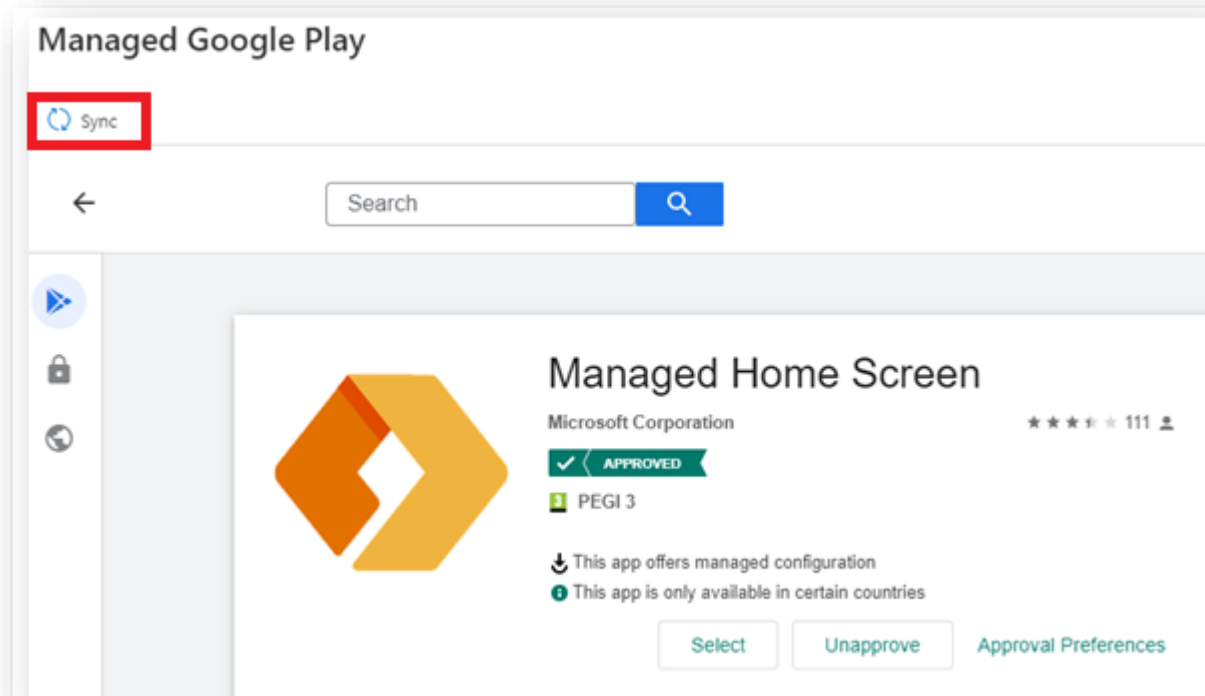 Managed Google Play
Sync
Search
Managed Home Screen
Microsoft Corporation
111
APPROVED
3 PEGI 3
This app offers managed configuration
This app is only available in certain countries
Select Unapprove Approval Preferences